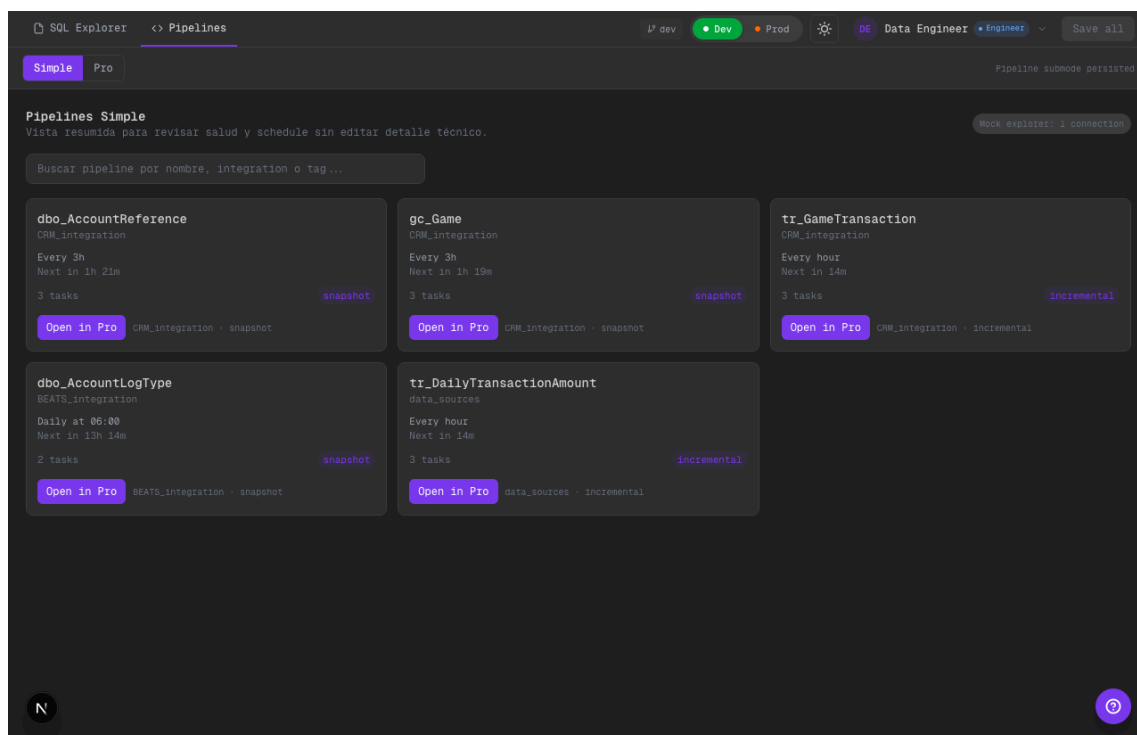 SQL Explorer
<> Pipelines
dev
Dev
Prod
DE
Data Engineer
Engineer
Save all
Simple
Pro
Pipeline submode persisted
Pipelines Simple
Vista resumida para revisar salud y schedule sin editar detalle técnico.
Mock explorer: 1 connection
Buscar pipeline por nombre, integration o tag...
dbo_AccountReference
CRM_integration
Every 3h
Next in 1h 21m
3 tasks
snapshot
Open in Pro
CRM_integration · snapshot
gc_Game
CRM_integration
Every 3h
Next in 1h 19m
3 tasks
snapshot
Open in Pro
CRM_integration · snapshot
tr_GameTransaction
CRM_integration
Every hour
Next in 14m
3 tasks
incremental
Open in Pro
CRM_integration · incremental
dbo_AccountLogType
BEATS_integration
Daily at 06:00
Next in 13h 14m
2 tasks
snapshot
Open in Pro
BEATS_integration · snapshot
tr_DailyTransactionAmount
data_sources
Every hour
Next in 14m
3 tasks
incremental
Open in Pro
data_sources · incremental
N